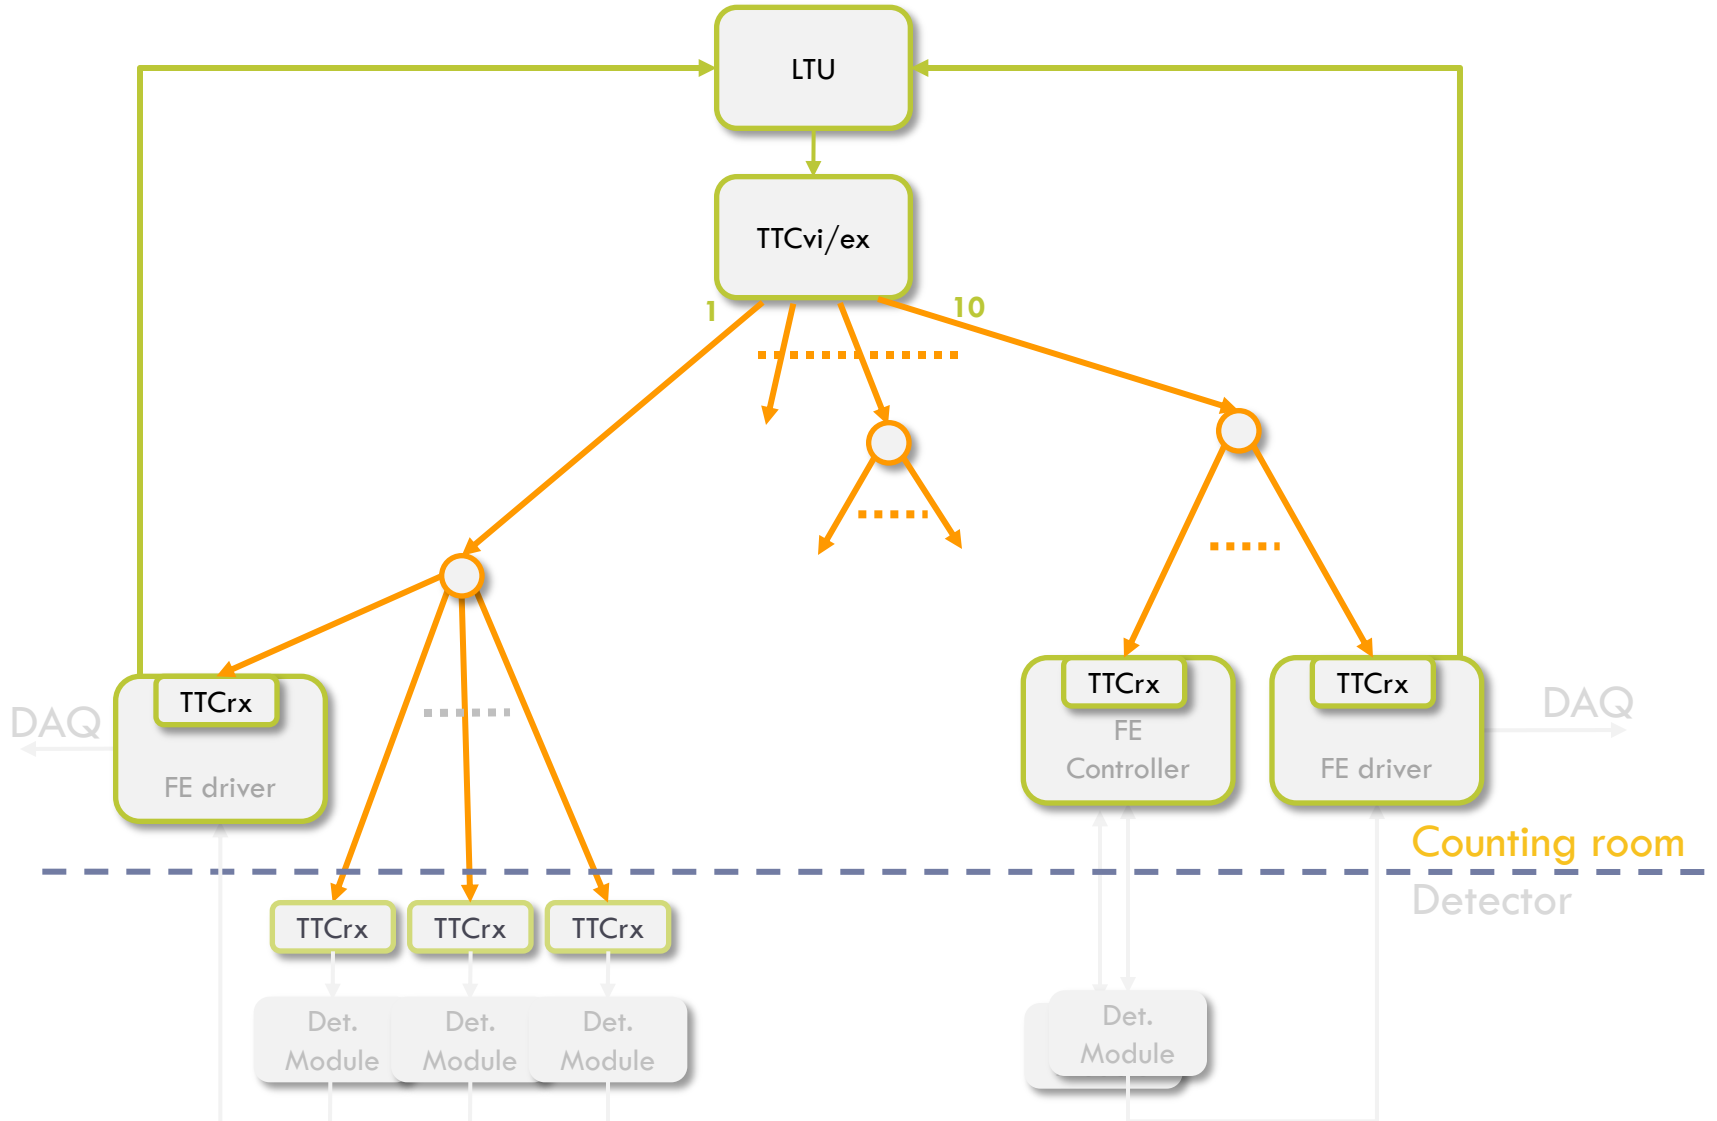 LTU
TTCvi/ex
1
10
TTCrx
FE driver
DAQ
TTCrx
FE
Controller
TTCrx
FE driver
DAQ
Counting room
Detector
TTCrx
TTCrx
TTCrx
Det.
Module
Det.
Module
Det.
Module
Det.
Module